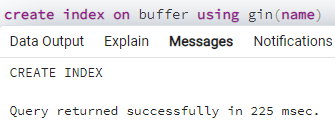 create index on buffer using gin(name)
Data Output Explain Messages Notifications
CREATE INDEX
Query returned successfully in 225 msec.